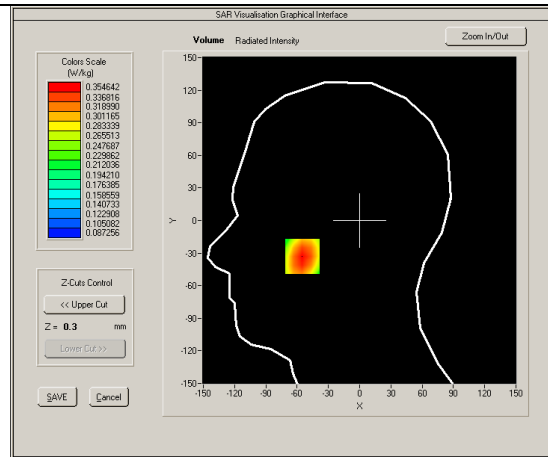 SAR Visualisation Graphical Interface
Volume Radiated Intensity
Zoom In/Out
Colors Scale
(W/kg)
0.354642
0.336816
0.318990
0.301165
0.283339
0.265513
0.247687
0.229862
0.212036
0.194210
0.176385
0.158559
0.140733
0.122908
0.105082
0.087256
Z-Cuts Control
<< Upper Cut
Z = 0.3 mm
Lower Cut >>
SAVE Cancel
150
120
90
60
30
0
-30
-60
-90
-120
-150
Y
-150 -120 -90 -60 -30 0 30 60 90 120 150
X